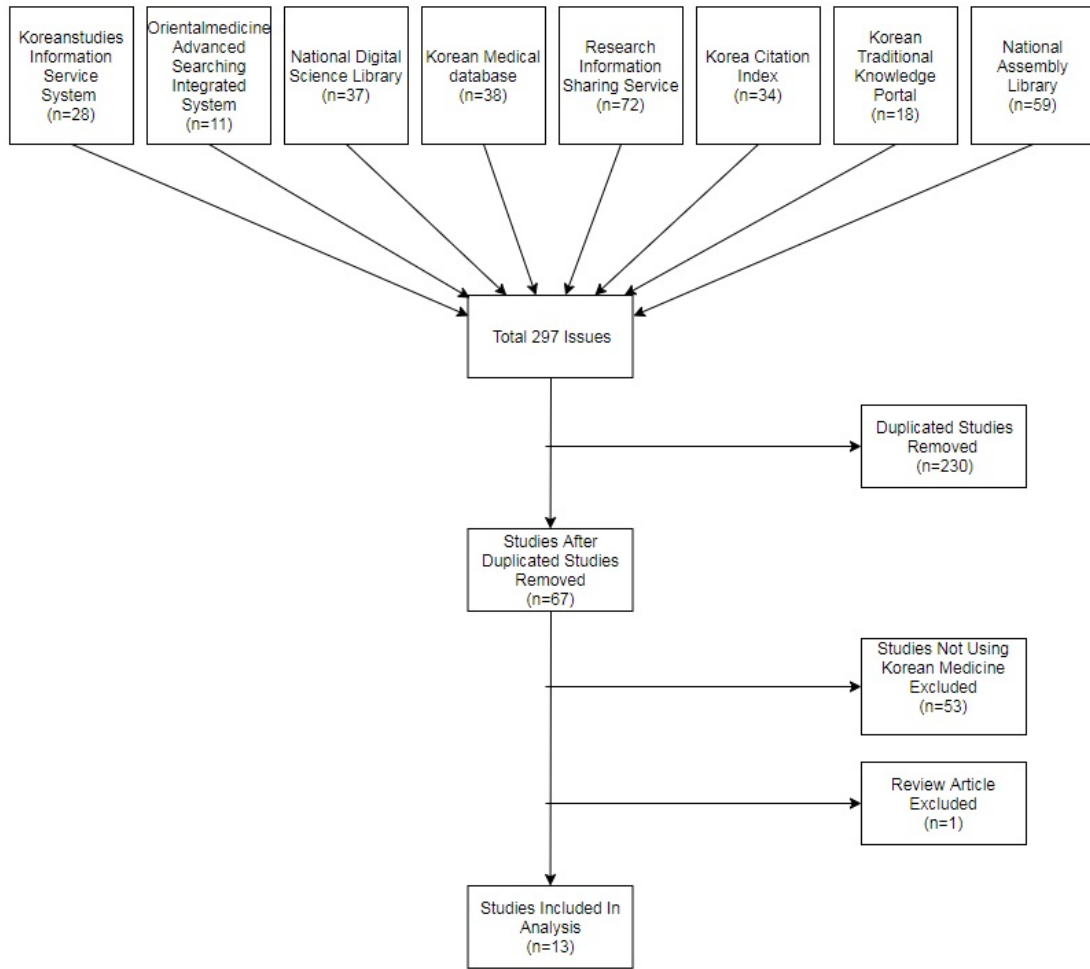 Koreanstudies
Information
Service
System
(n=28)
Orientalmedicine
Advanced
Searching
Integrated
System
(n=11)
National Digital
Science Library
(n=37)
Korean Medical
database
(n=38)
Research
Information
Sharing Service
(n=72)
Korea Citation
Index
(n=34)
Korean
Traditional
Knowledge
Portal
(n=18)
National
Assembly
Library
(n=59)
Total 297 Issues
Duplicated Studies
Removed
(n=230)
Studies After
Duplicated Studies
Removed
(n=67)
Studies Not Using
Korean Medicine
Excluded
(n=53)
Review Article
Excluded
(n=1)
Studies Included In
Analysis
(n=13)